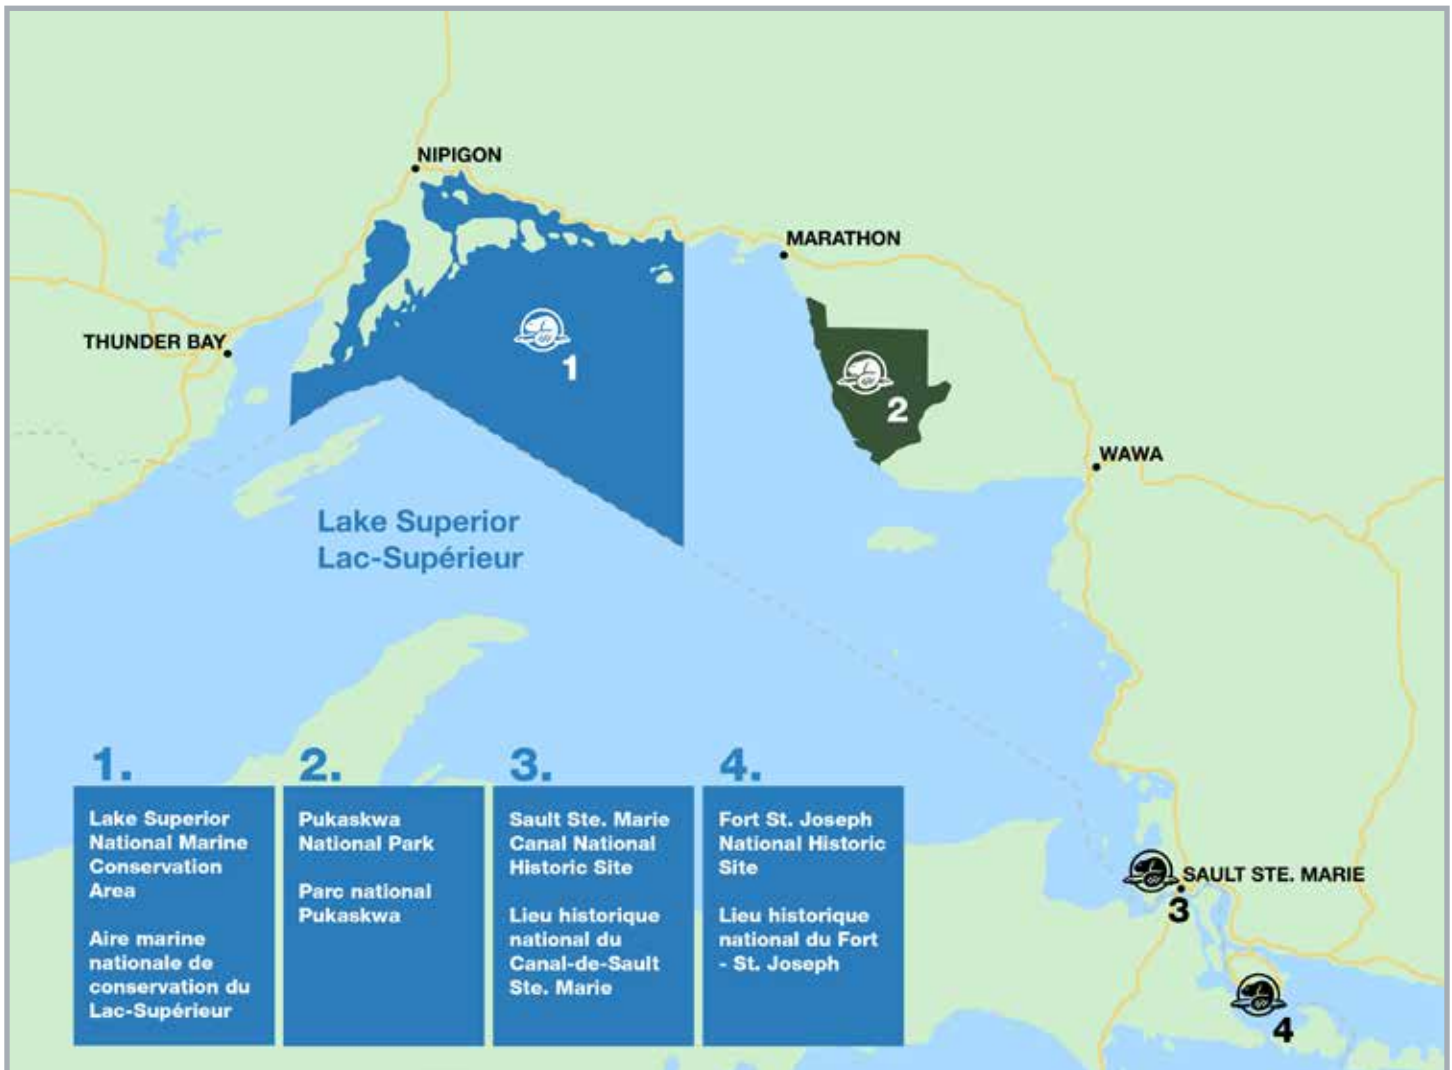 NIPIGON
MARATHON
THUNDER BAY
1
2
WAWA
Lake Superior
Lac-Supérieur
SAULT STE. MARIE
3
4
1.
Lake Superior
National Marine
Conservation
Area
Aire marine
nationale de
conservation du
Lac-Supérieur
2.
Pukaskwa
National Park
Parc national
Pukaskwa
3.
Sault Ste. Marie
Canal National
Historic Site
Lieu historique
national du
Canal-de-Sault
Ste. Marie
4.
Fort St. Joseph
National Historic
Site
Lieu historique
national du Fort
- St. Joseph